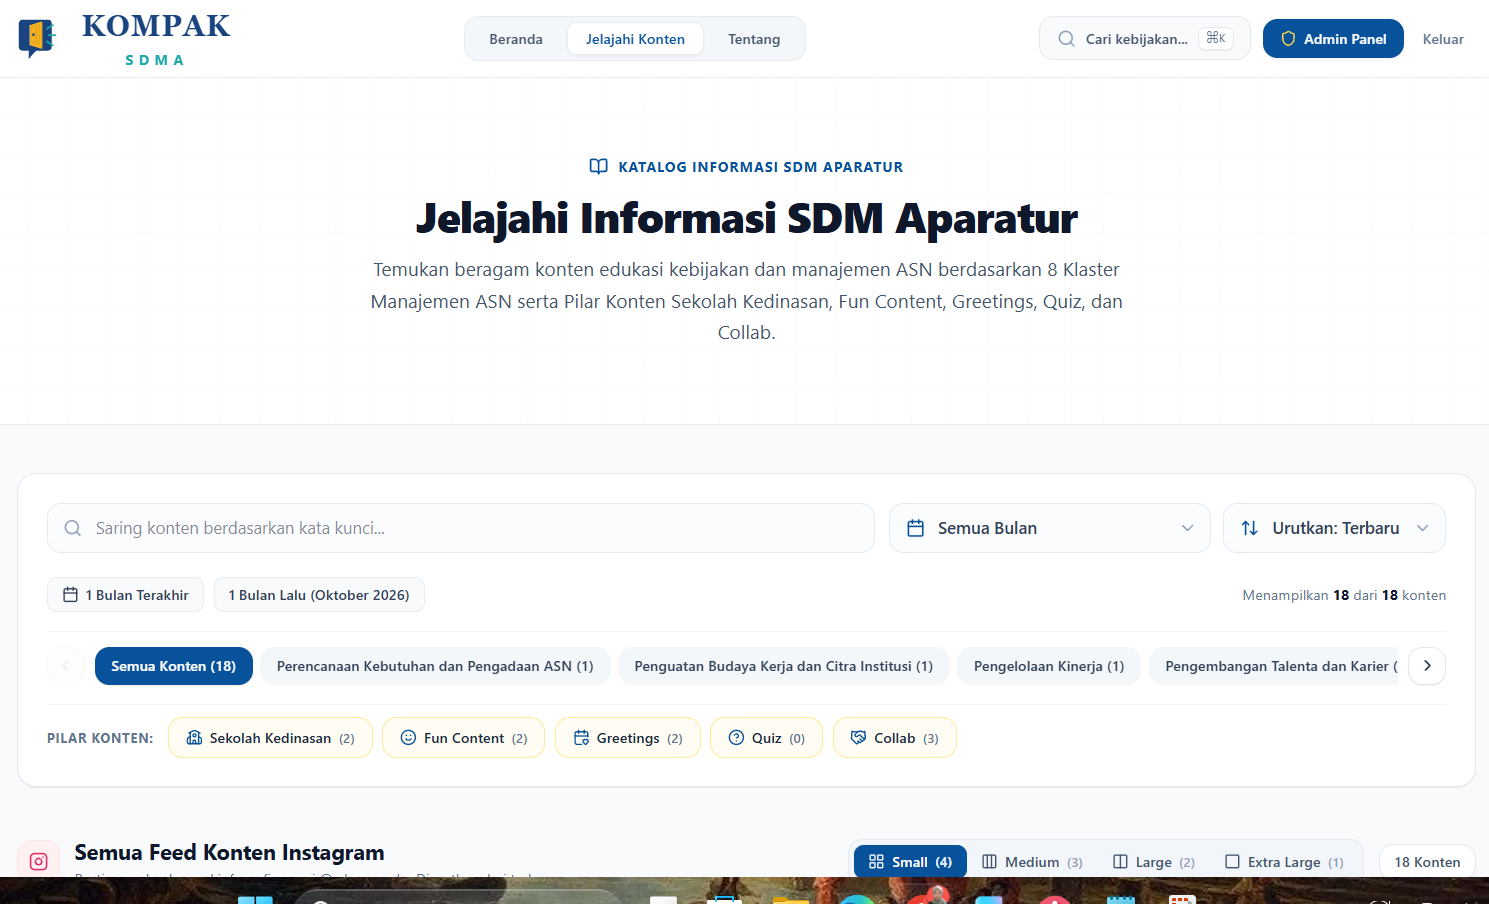 KOMPAK
SDMA
Beranda
Jelajahi Konten
Tentang
Cari kebijakan...
⌘K
Admin Panel
Keluar
KATALOG INFORMASI SDM APARATUR
Jelajahi Informasi SDM Aparatur
Temukan beragam konten edukasi kebijakan dan manajemen ASN berdasarkan 8 Klaster
Manajemen ASN serta Pilar Konten Sekolah Kedinasan, Fun Content, Greetings, Quiz, dan
Collab.
Saring konten berdasarkan kata kunci...
Semua Bulan
Urutkan: Terbaru
1 Bulan Terakhir
1 Bulan Lalu (Oktober 2026)
Menampilkan 18 dari 18 konten
Semua Konten (18)
Perencanaan Kebutuhan dan Pengadaan ASN (1)
Penguatan Budaya Kerja dan Citra Institusi (1)
Pengelolaan Kinerja (1)
Pengembangan Talenta dan Karier (
PILAR KONTEN:
Sekolah Kedinasan (2)
Fun Content (2)
Greetings (2)
Quiz (0)
Collab (3)
Semua Feed Konten Instagram
Small (4)
Medium (3)
Large (2)
Extra Large (1)
18 Konten